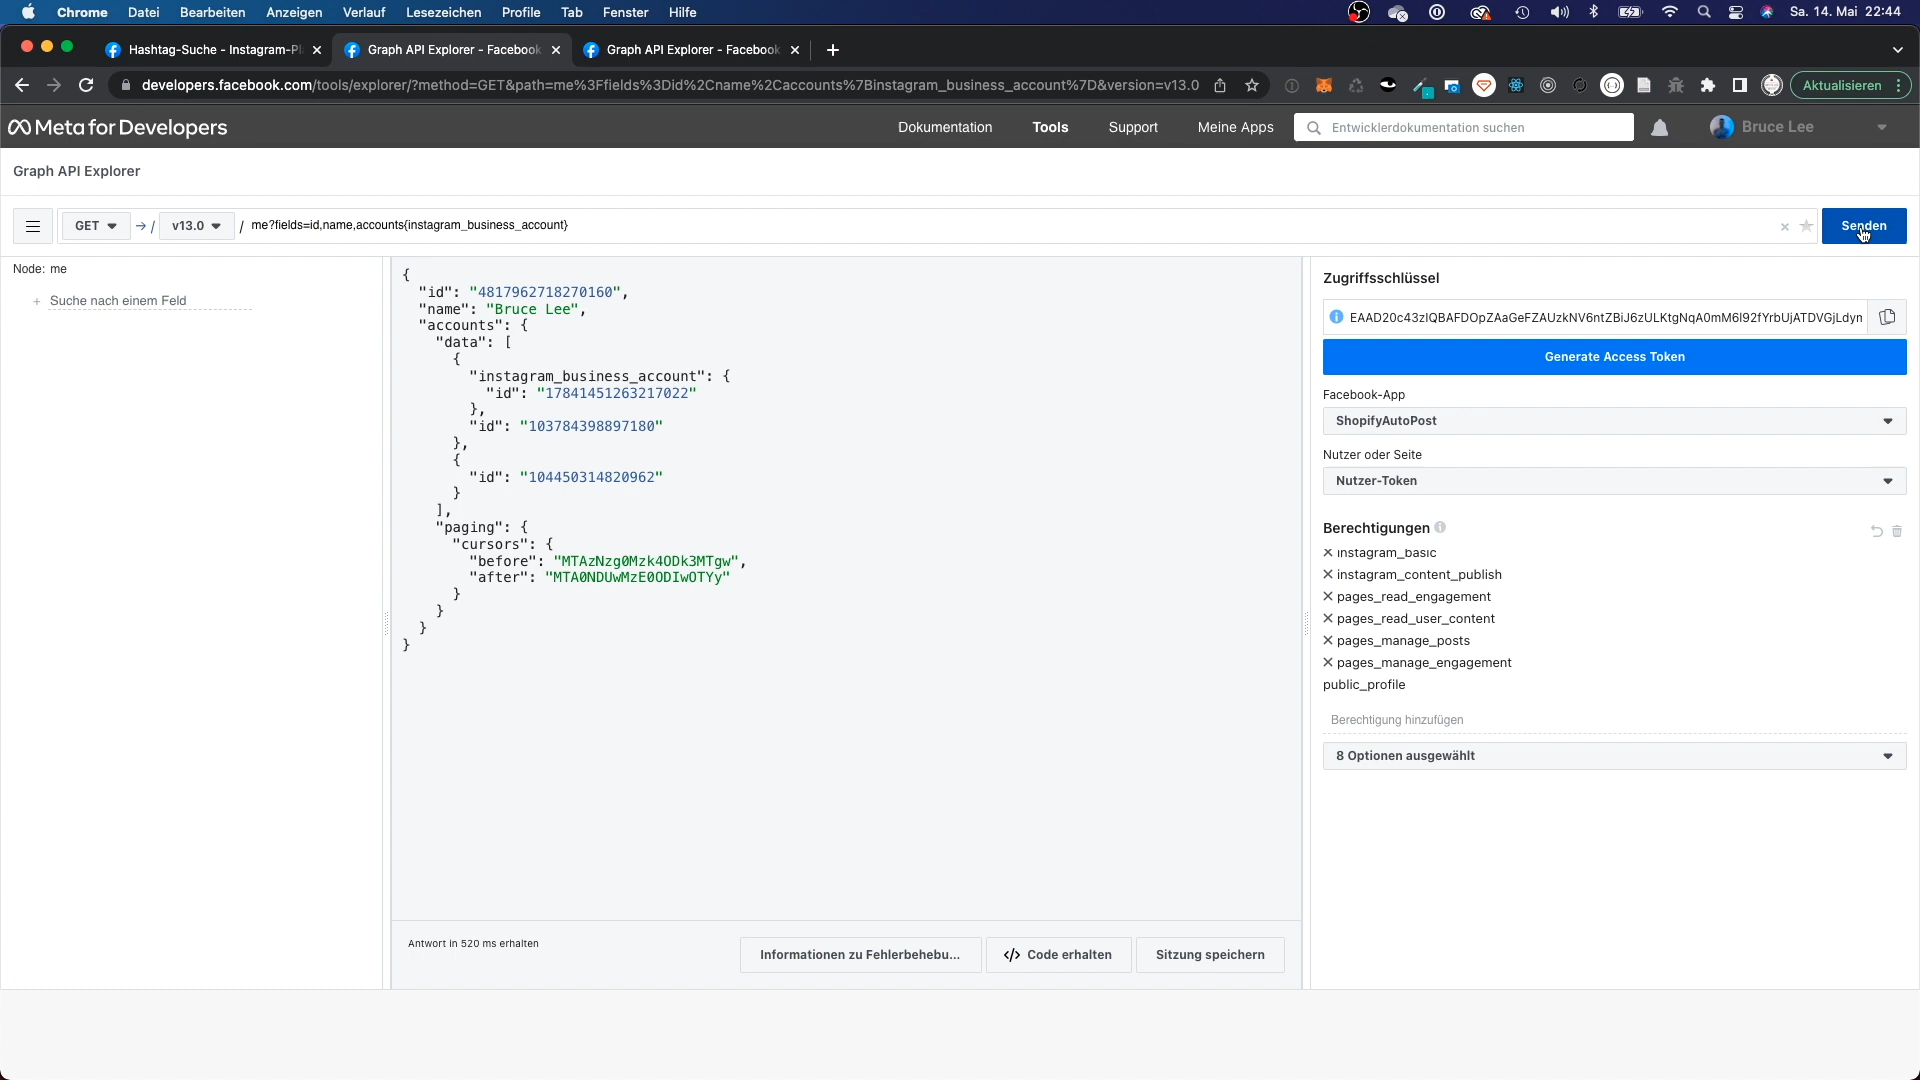 Chrome Datei Bearbeiten Anzeigen Verlauf Lesezeichen Profile Tab Fenster Hilfe Sa. 14. Mai 22:44
Hashtag-Suche - Instagram-Pl Graph API Explorer - Facebook Graph API Explorer - Facebook
developers.facebook.com/tools/explorer/?method=GET&path=me%3Ffields%3Did%2Cname%2Caccounts%7Binstagram_business_account%7D&version=v13.0 Aktualisieren
Meta for Developers Dokumentation Tools Support Meine Apps Entwicklerdokumentation suchen Bruce Lee
Graph API Explorer
GET / v13.0 / me?fields=id,name,accounts{instagram_business_account} Senden
Node: me
+ Suche nach einem Feld
{
"id": "4817962718270160",
"name": "Bruce Lee",
"accounts": {
"data": [
{
"instagram_business_account": {
"id": "17841451263217022"
},
"id": "103784398897180"
},
{
"id": "104450314820962"
}
],
"paging": {
"cursors": {
"before": "MTAzNzg0Mzk4ODk3MTgw",
"after": "MTA0NDUwMzE0ODIwOTYy"
}
}
}
}
Antwort in 520 ms erhalten
Informationen zu Fehlerbehebu... </> Code erhalten Sitzung speichern
Zugriffsschlüssel
EAAD20c43zIQBAFDOpZAaGeFZAUzkNV6ntZBiJ6zULKtgNqA0mM6I92fYrbUjATDVGjLdyn
Generate Access Token
Facebook-App
ShopifyAutoPost
Nutzer oder Seite
Nutzer-Token
Berechtigungen
instagram_basic
instagram_content_publish
pages_read_engagement
pages_read_user_content
pages_manage_posts
pages_manage_engagement
public_profile
Berechtigung hinzufügen
8 Optionen ausgewählt